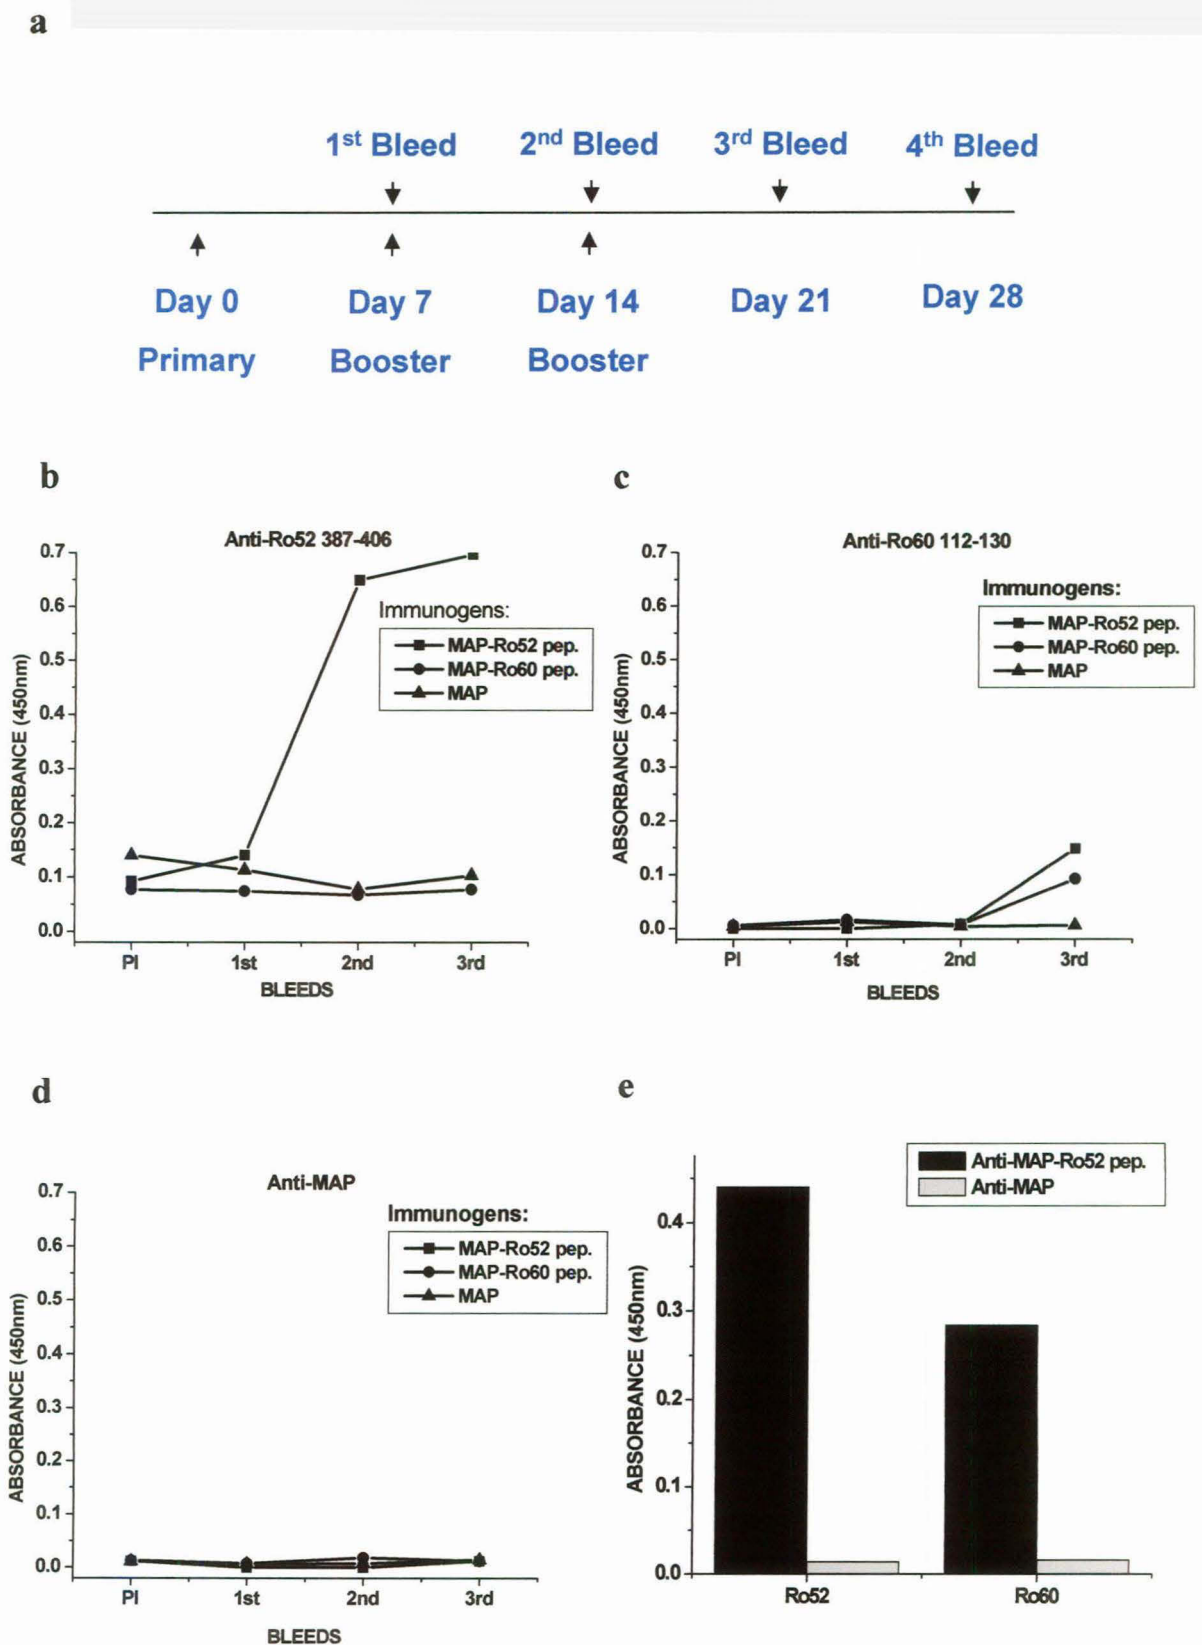 a
1st Bleed 2nd Bleed 3rd Bleed 4th Bleed
Day 0 Day 7 Day 14 Day 21 Day 28
Primary Booster Booster
b
Anti-Ro52 387-406
0.7
0.6
0.5
0.4
0.3
0.2
0.1
0.0
ABSORBANCE (450nm)
Immunogens:
MAP-Ro52 pep.
MAP-Ro60 pep.
MAP
PI 1st 2nd 3rd
BLEEDS
c
Anti-Ro60 112-130
0.7
0.6
0.5
0.4
0.3
0.2
0.1
0.0
ABSORBANCE (450nm)
Immunogens:
MAP-Ro52 pep.
MAP-Ro60 pep.
MAP
PI 1st 2nd 3rd
BLEEDS
d
Anti-MAP
0.7
0.6
0.5
0.4
0.3
0.2
0.1
0.0
ABSORBANCE (450nm)
Immunogens:
MAP-Ro52 pep.
MAP-Ro60 pep.
MAP
PI 1st 2nd 3rd
BLEEDS
e
Anti-MAP-Ro52 pep.
Anti-MAP
0.4
0.3
0.2
0.1
0.0
ABSORBANCE (450nm)
Ro52 Ro60